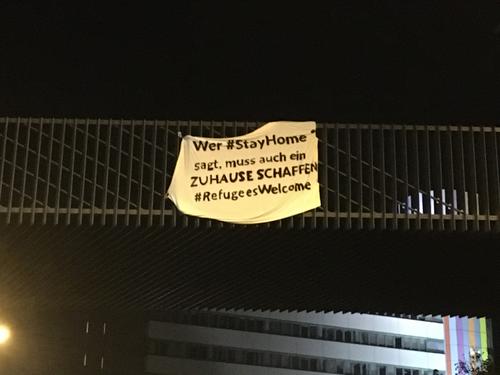 Wer #StayHome
sagt, muss auch ein
ZUHAUSE SCHAFFEN
#RefugeesWelcome